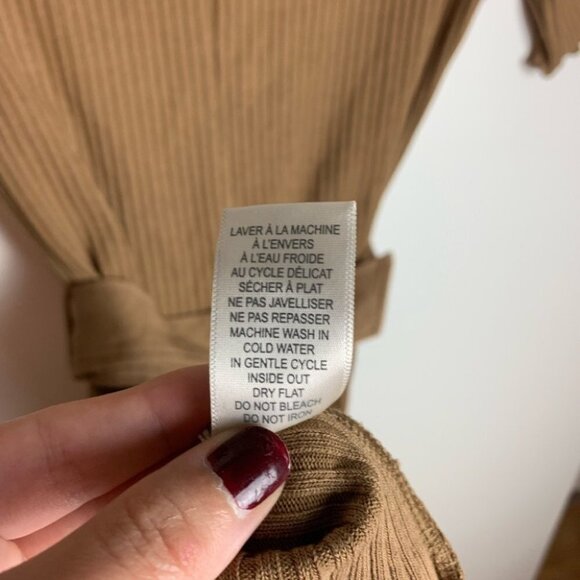 LAVER À LA MACHINE
À L'ENVERS
À L'EAU FROIDE
AU CYCLE DÉLICAT
SÉCHER À PLAT
NE PAS JAVELLISER
NE PAS REPASSER
MACHINE WASH IN
COLD WATER
IN GENTLE CYCLE
INSIDE OUT
DRY FLAT
DO NOT BLEACH
DO NOT IRON